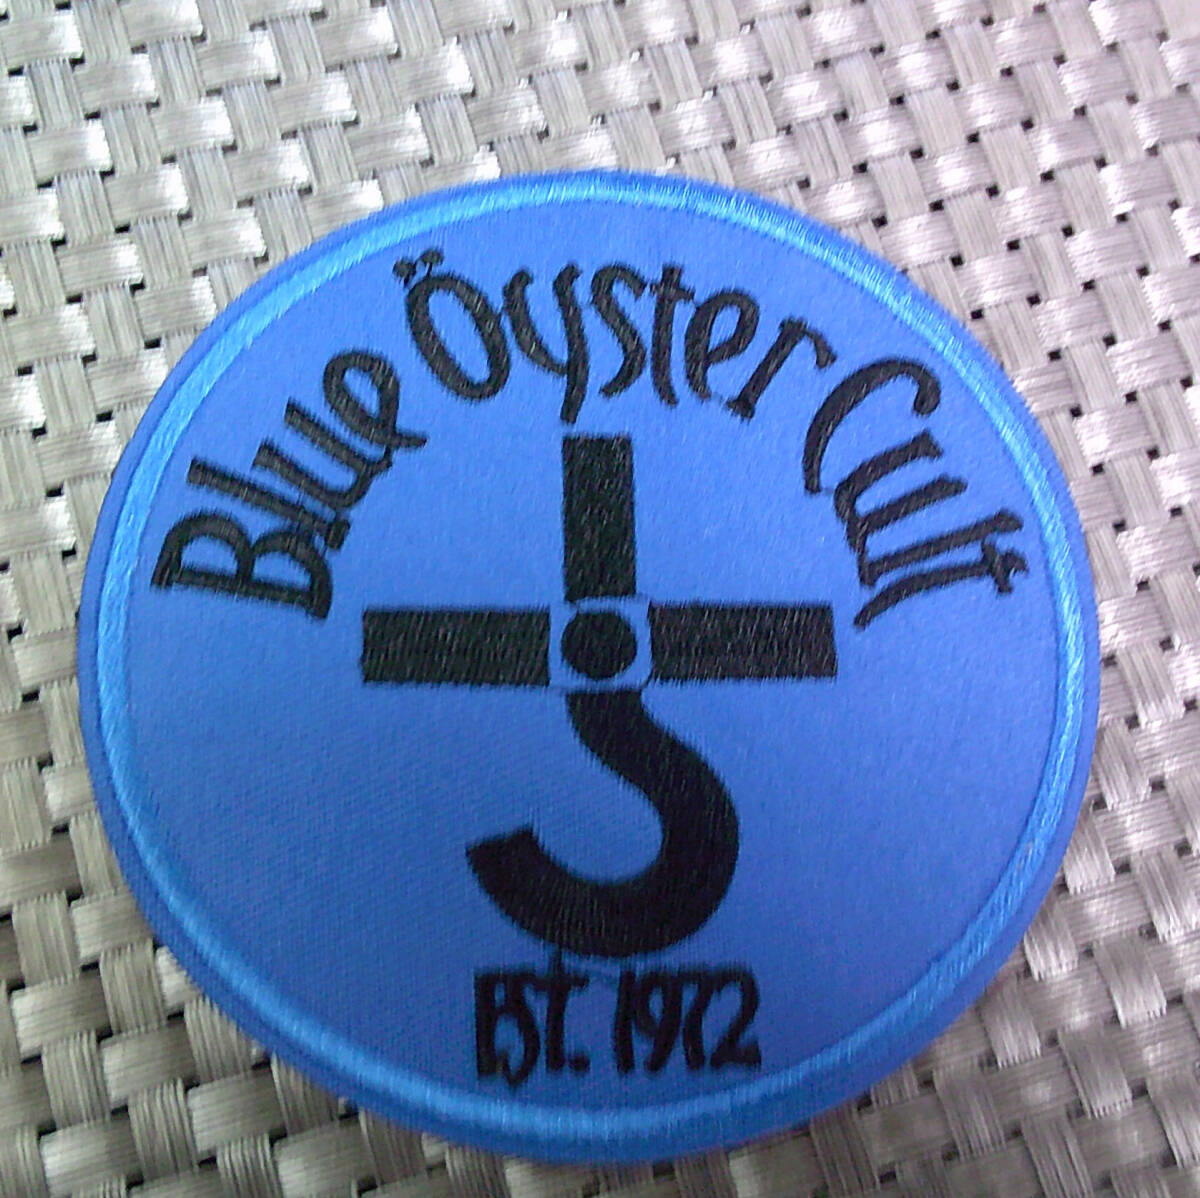 Blue Öyster Cult
Est. 1972